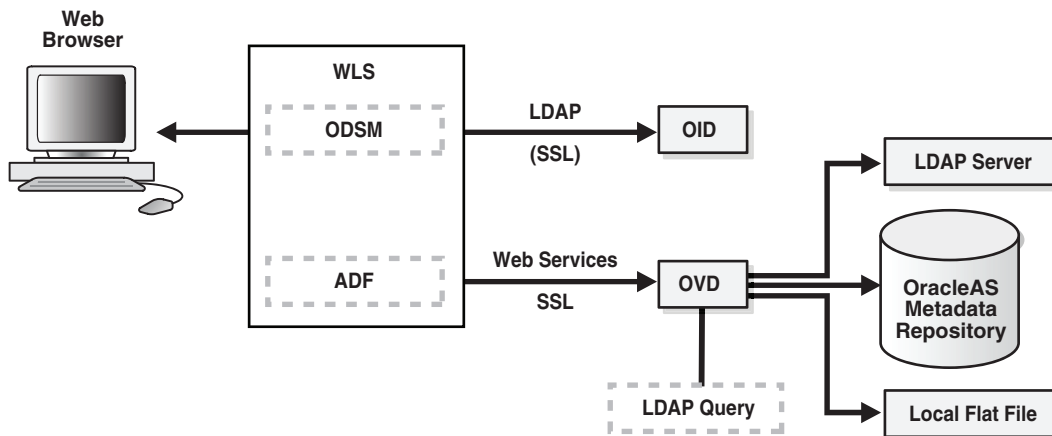 Web
Browser
WLS
ODSM
ADF
LDAP
(SSL)
OID
Web Services
SSL
OVD
LDAP Query
LDAP Server
OracleAS
Metadata
Repository
Local Flat File